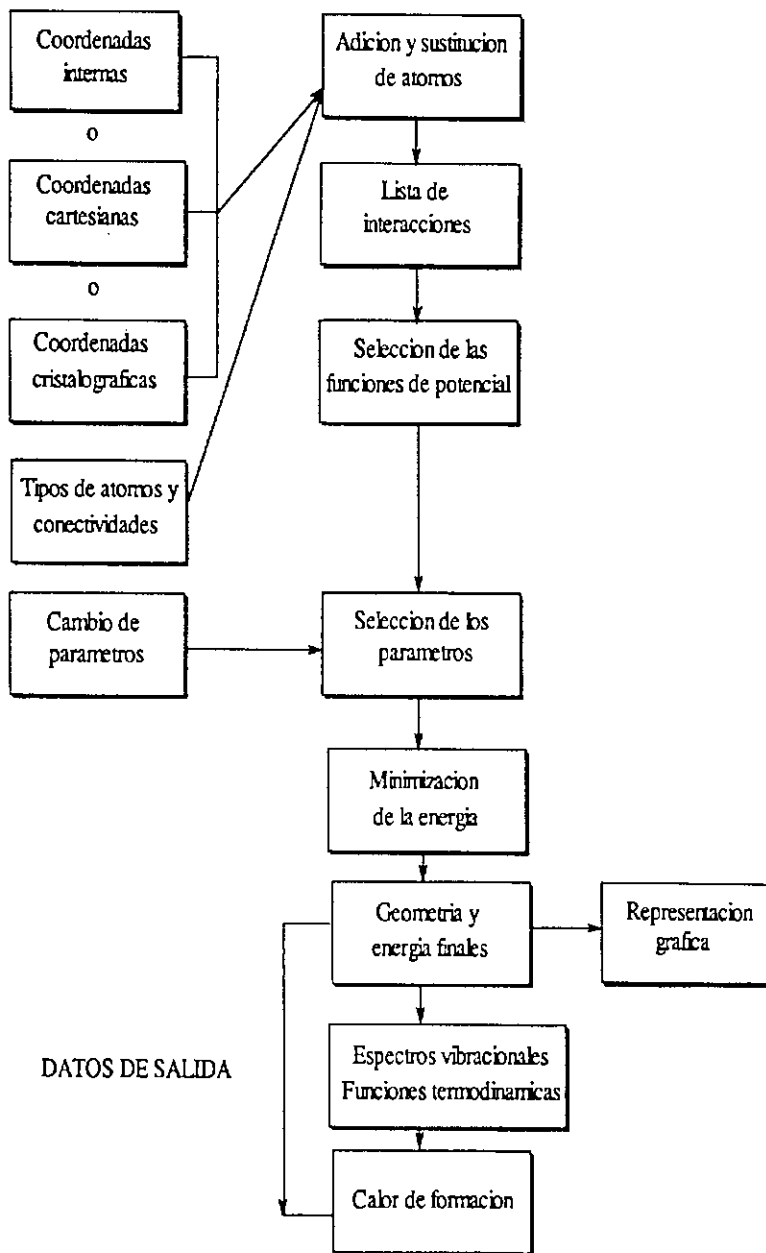 Coordenadas
internas
o
Coordenadas
cartesianas
o
Coordenadas
cristalograficas
Tipos de atomos y
conectividades
Cambio de
parametros
Adicion y sustitucion
de atomos
Lista de
interacciones
Seleccion de las
funciones de potencial
Seleccion de los
parametros
Minimizacion
de la energia
Geometria y
energia finales
Representacion
grafica
DATOS DE SALIDA
Espectros vibracionales
Funciones termodinamicas
Calor de formacion